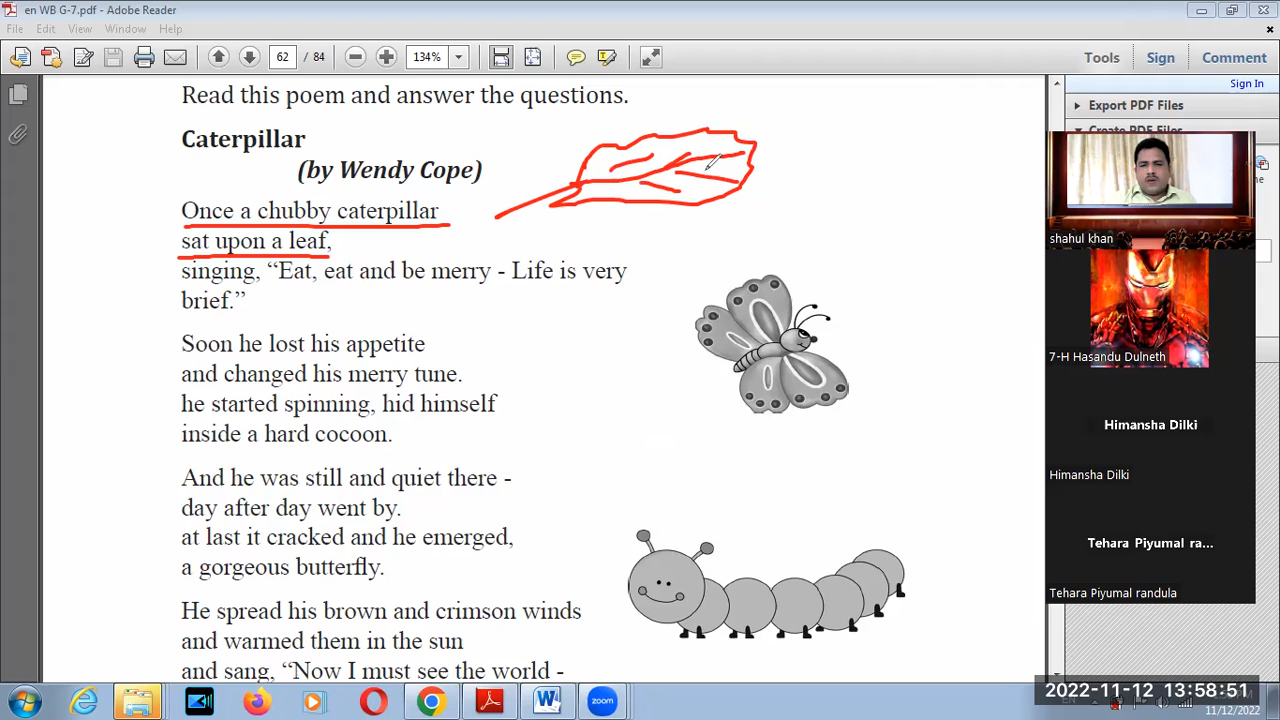 en WB G-7.pdf - Adobe Reader
File Edit View Window Help
62 / 84 134% Tools Sign Comment
Sign In
Export PDF Files
Create PDF Files
Read this poem and answer the questions.
Caterpillar
(by Wendy Cope)
Once a chubby caterpillar
sat upon a leaf,
singing, “Eat, eat and be merry - Life is very
brief.”
Soon he lost his appetite
and changed his merry tune.
he started spinning, hid himself
inside a hard cocoon.
And he was still and quiet there -
day after day went by.
at last it cracked and he emerged,
a gorgeous butterfly.
He spread his brown and crimson winds
and warmed them in the sun
and sang, “Now I must see the world -
shahul khan
7-H Hasandu Dulneth
Himansha Dilki
Himansha Dilki
Tehara Piyumal ra...
Tehara Piyumal randula
2022-11-12 13:58:51
EN
11/12/2022
zoom